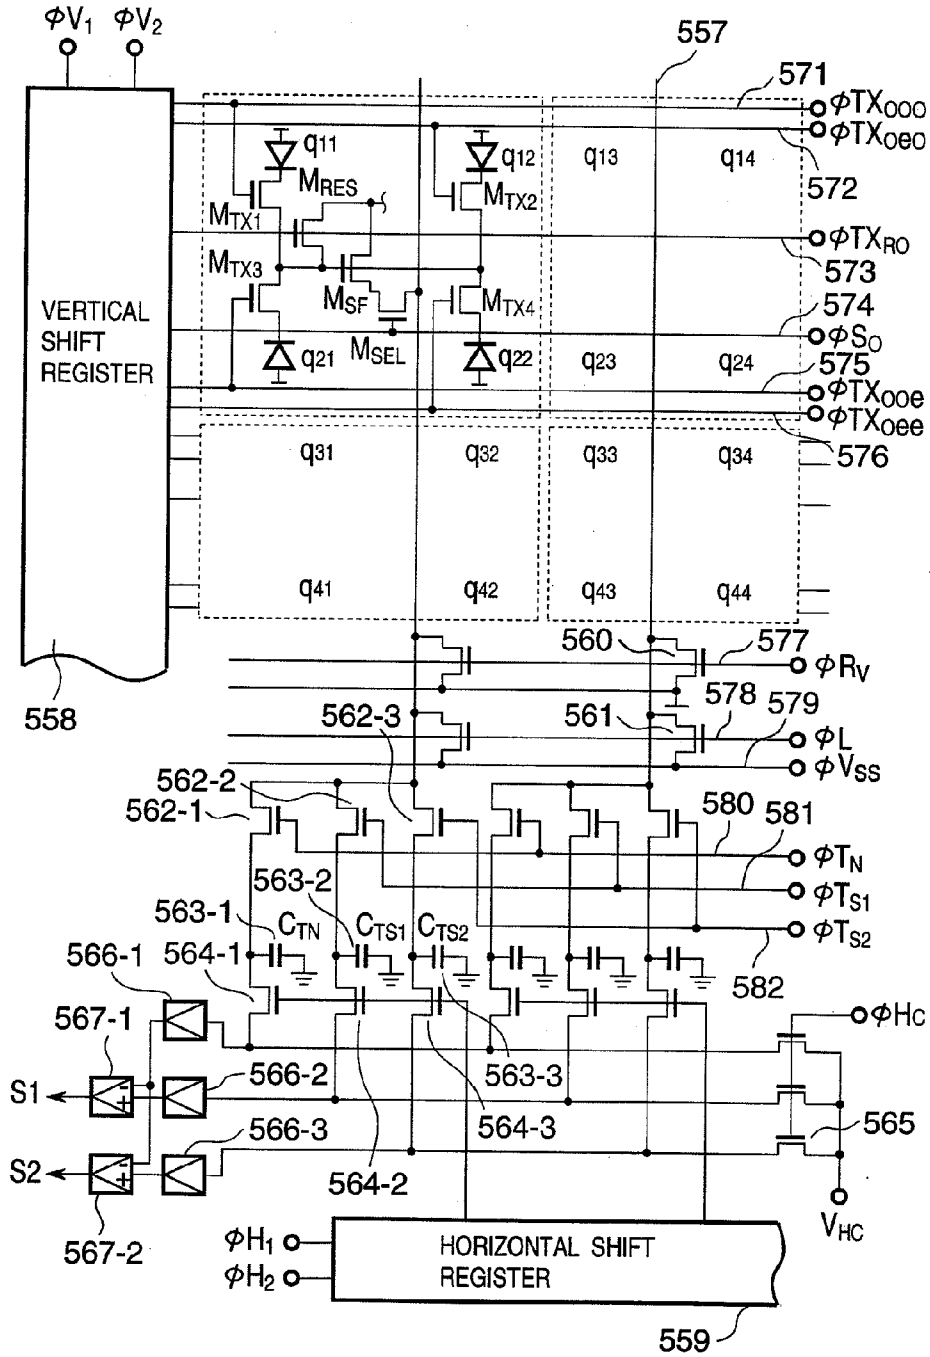 ϕV1 ϕV2
557
571
ϕTXOOO
ϕTXOEO
572
q11 q12 q13 q14
MRES
MTX1 MTX2
ϕTXRO
573
MTX3 MSF MTX4
574
MSEL
ϕSO
575
q21 q22 q23 q24
ϕTXOOe
ϕTXOee
576
VERTICAL
SHIFT
REGISTER
q31 q32 q33 q34
q41 q42 q43 q44
558
560 577
ϕRV
578 579
562-3 561
ϕL
ϕVSS
562-2
562-1
580 581
ϕTN
ϕTS1
ϕTS2
582
563-2
563-1 CTN CTS1 CTS2
564-1
566-1
567-1
ϕHC
563-3
S1 566-2
564-3
565
566-3
S2
564-2
567-2
VHC
ϕH1
ϕH2
HORIZONTAL SHIFT
REGISTER
559